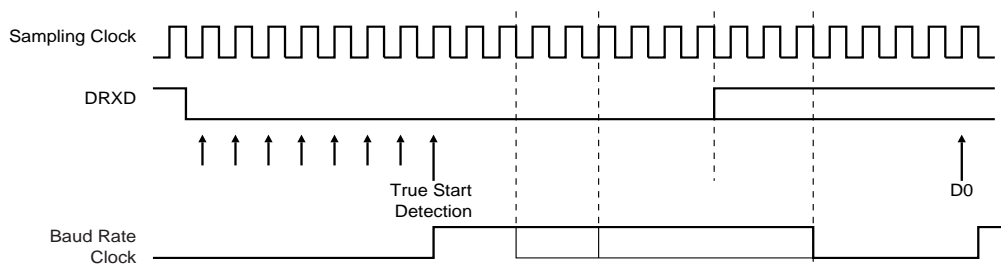 Sampling Clock
DRXD
True Start
Detection
D0
Baud Rate
Clock